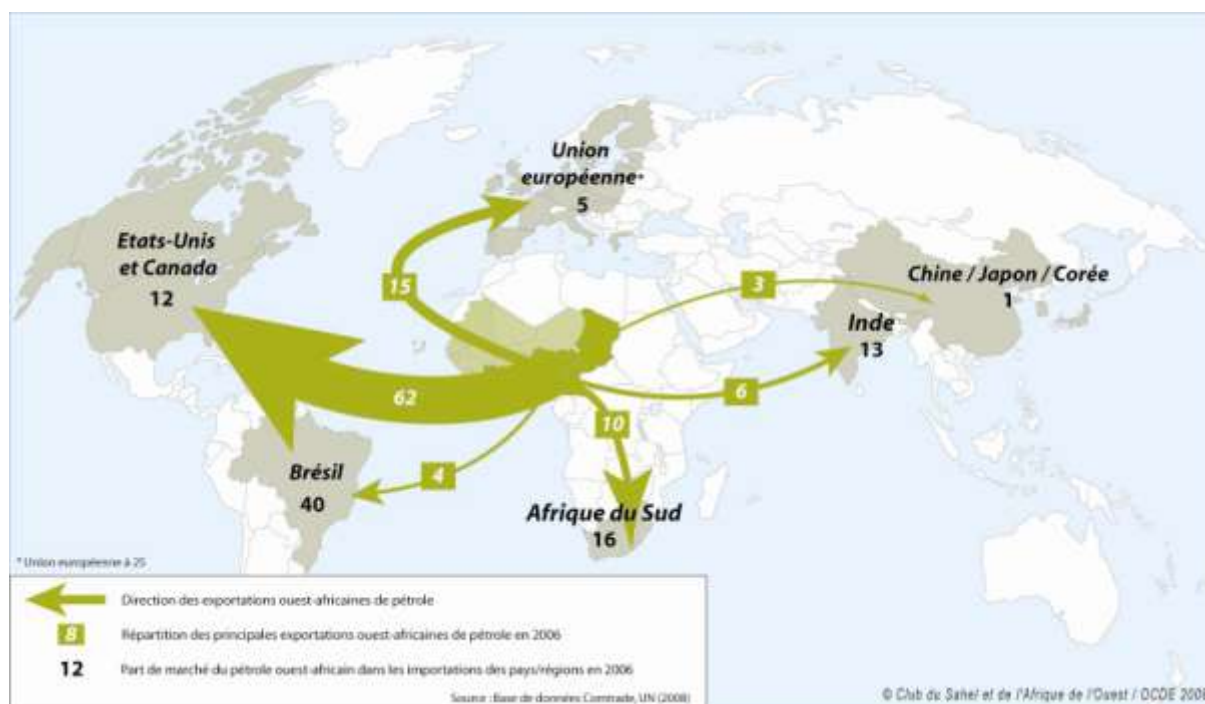 Union
européenne*
5
Etats-Unis
et Canada
12
15
3
Chine / Japon / Corée
1
Inde
13
62
6
10
4
Brésil
40
Afrique du Sud
16
* Union européenne à 25
Direction des exportations ouest-africaines de pétrole
8
Répartition des principales exportations ouest-africaines de pétrole en 2006
12
Part de marché du pétrole ouest-africain dans les importations des pays/régions en 2006
Source : Base de données Comtrade, UN (2008)
© Club du Sahel et de l'Afrique de l'Ouest / OCDE 2008